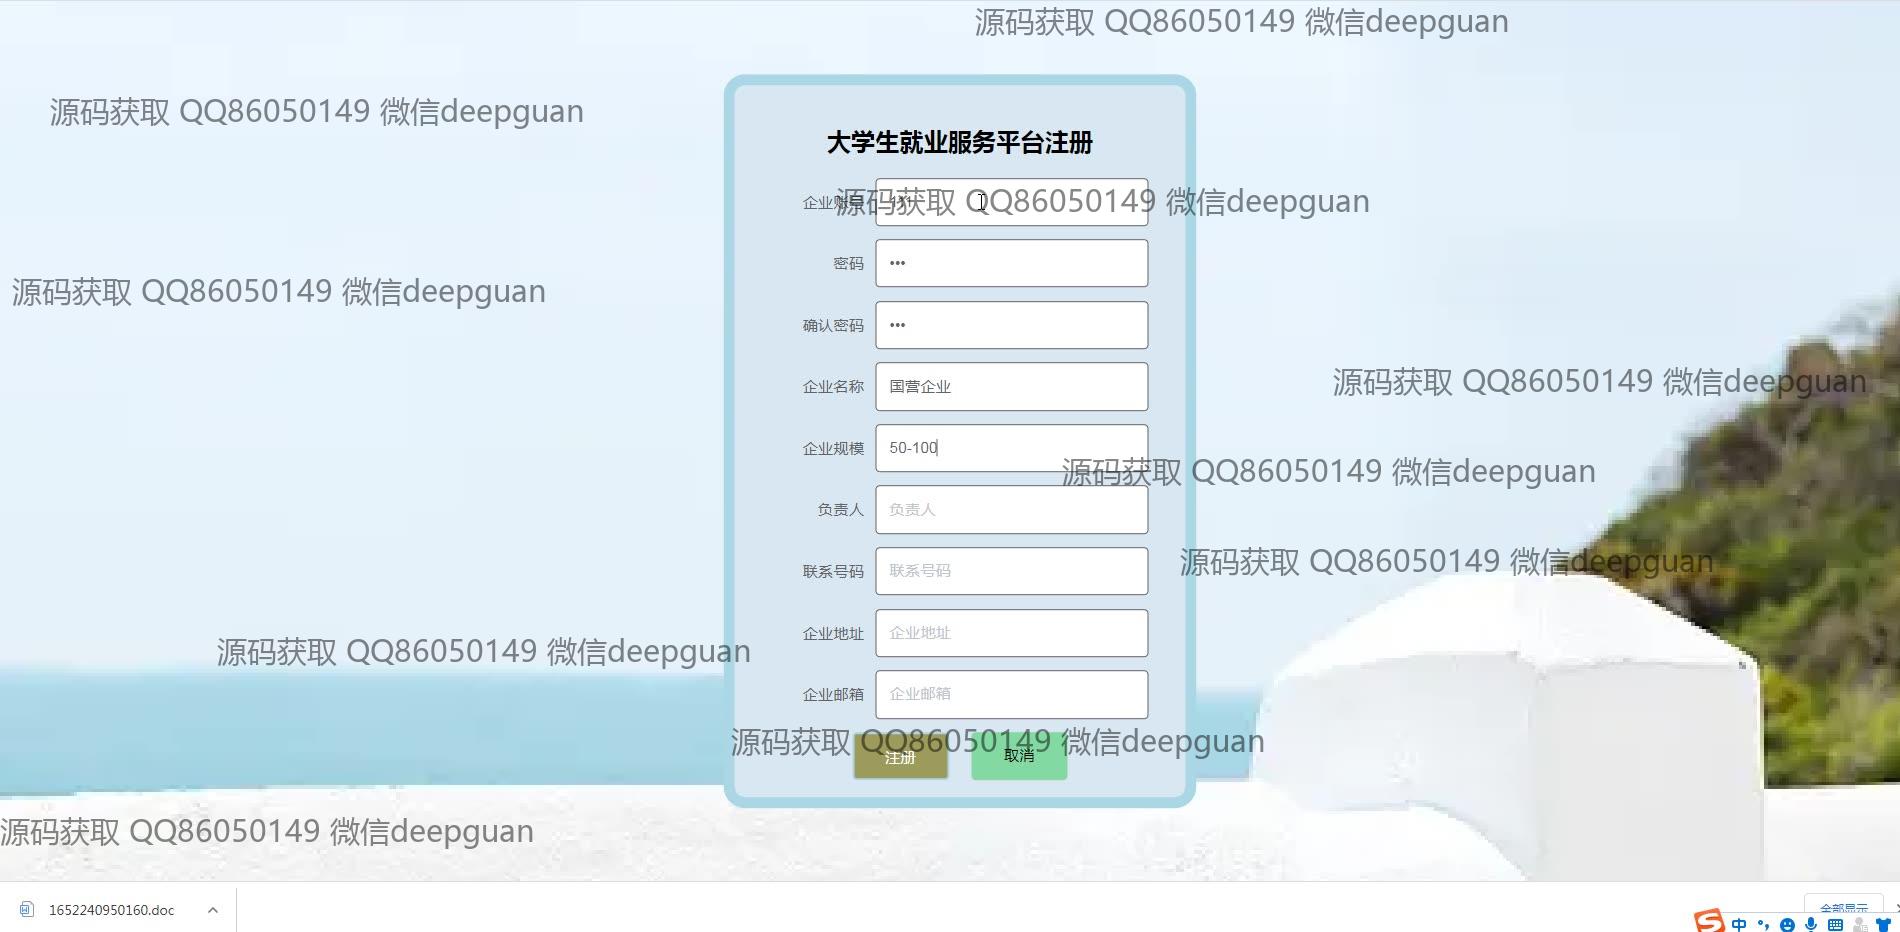 源码获取 QQ86050149 微信deepguan
源码获取 QQ86050149 微信deepguan
大学生就业服务平台注册
企业账号
源码获取 QQ86050149 微信deepguan
密码 •••
源码获取 QQ86050149 微信deepguan
确认密码 •••
企业名称 国营企业
源码获取 QQ86050149 微信deepguan
企业规模 50-100
源码获取 QQ86050149 微信deepguan
负责人 负责人
源码获取 QQ86050149 微信deepguan
联系号码 联系号码
企业地址 企业地址
源码获取 QQ86050149 微信deepguan
企业邮箱 企业邮箱
源码获取 QQ86050149 微信deepguan
注册 取消
源码获取 QQ86050149 微信deepguan
1652240950160.doc
全部显示
中